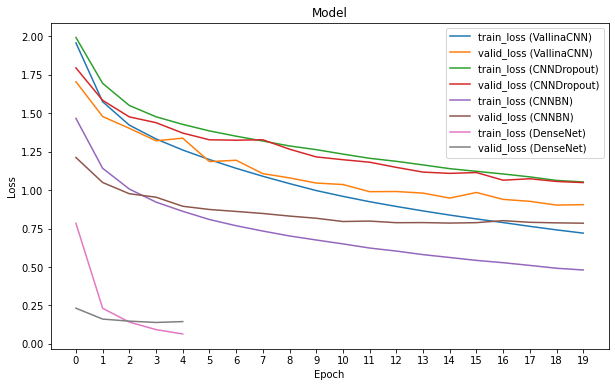 Model
Loss
2.00
1.75
1.50
1.25
1.00
0.75
0.50
0.25
0.00
train_loss (VallinaCNN)
valid_loss (VallinaCNN)
train_loss (CNNDropout)
valid_loss (CNNDropout)
train_loss (CNNBN)
valid_loss (CNNBN)
train_loss (DenseNet)
valid_loss (DenseNet)
0 1 2 3 4 5 6 7 8 9 10 11 12 13 14 15 16 17 18 19
Epoch